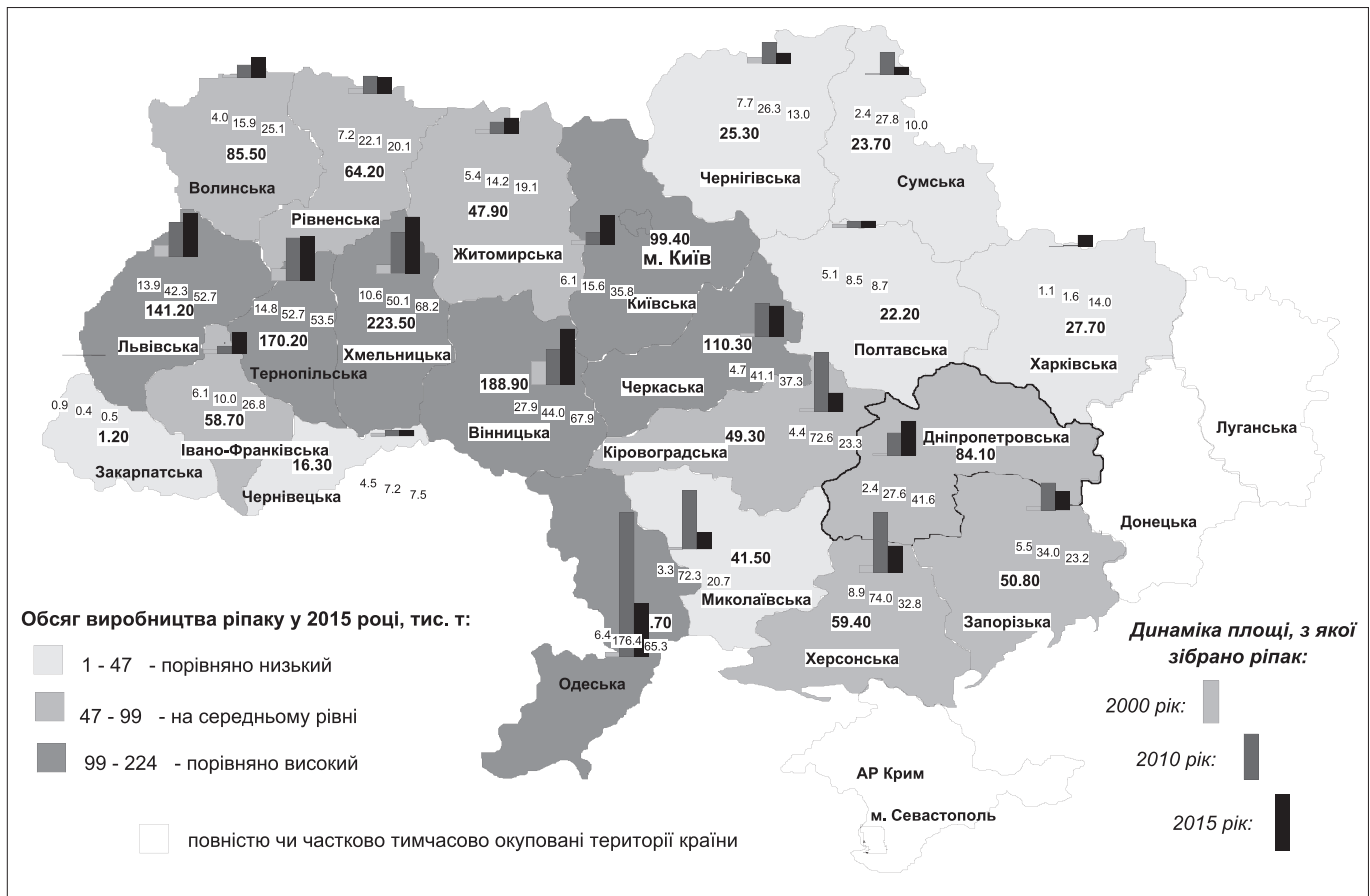 7.7 26.3 13.0
25.30
Чернігівська
2.4 27.8 10.0
23.70
Сумська
4.0 15.9 25.1
85.50
Волинська
7.2 22.1 20.1
64.20
Рівненська
5.4 14.2 19.1
47.90
Житомирська
99.40
м. Київ
6.1 15.6 35.8
Київська
5.1 8.5 8.7
22.20
Полтавська
1.1 1.6 14.0
27.70
Харківська
13.9 42.3 52.7
141.20
Львівська
14.8 52.7 53.5
170.20
Тернопільська
10.6 50.1 68.2
223.50
Хмельницька
188.90
27.9 44.0 67.9
Вінницька
110.30
Черкаська
4.7 41.1 37.3
0.9 0.4 0.5
1.20
Закарпатська
6.1 10.0 26.8
58.70
Івано-Франківська
16.30
Чернівецька
4.5 7.2 7.5
49.30
Кіровоградська
4.4 72.6 23.3
Дніпропетровська
84.10
2.4 27.6 41.6
Луганська
Донецька
41.50
3.3 72.3 20.7
Миколаївська
8.9 74.0 32.8
59.40
Херсонська
5.5 34.0 23.2
50.80
Запорізька
.70
6.4 176.4 65.3
Одеська
АР Крим
м. Севастополь
Обсяг виробництва ріпаку у 2015 році, тис. т:
1 - 47 - порівняно низький
47 - 99 - на середньому рівні
99 - 224 - порівняно високий
повністю чи частково тимчасово окуповані території країни
Динаміка площі, з якої
зібрано ріпак:
2000 рік:
2010 рік:
2015 рік: